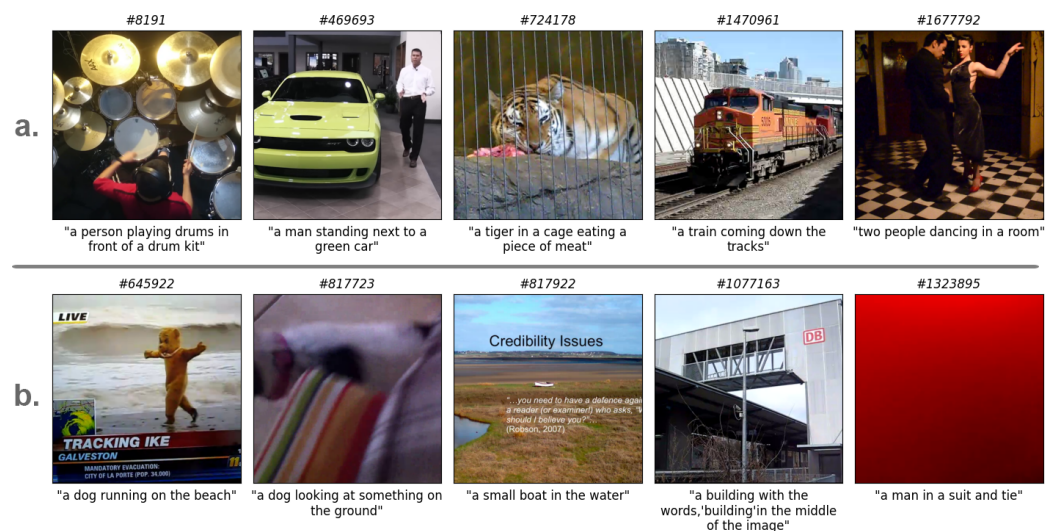 #8191
#469693
#724178
#1470961
#1677792
a.
"a person playing drums in
front of a drum kit"
"a man standing next to a
green car"
"a tiger in a cage eating a
piece of meat"
"a train coming down the
tracks"
"two people dancing in a room"
#645922
#817723
#817922
#1077163
#1323895
b.
LIVE
TRACKING IKE
GALVESTON
MANDATORY EVACUATION:
CITY OF LA PORTE (POP. 34,000)
11
Credibility Issues
"...you need to have a defence agai
a reader (or examiner!) who asks, 'W
should I believe you?'"...
(Robson, 2007)
DB
"a dog running on the beach"
"a dog looking at something on
the ground"
"a small boat in the water"
"a building with the
words,'building'in the middle
of the image"
"a man in a suit and tie"